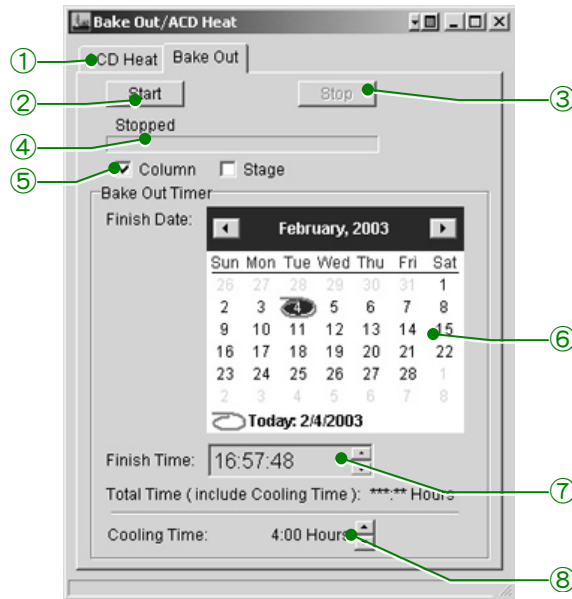 Bake Out/ACD Heat
① CD Heat Bake Out
② Start Stop ③
Stopped
④
⑤ Column Stage
Bake Out Timer
Finish Date:
February, 2003
Sun Mon Tue Wed Thu Fri Sat
26 27 28 29 30 31 1
2 3 4 5 6 7 8
9 10 11 12 13 14 15
⑥
16 17 18 19 20 21 22
23 24 25 26 27 28 1
2 3 4 5 6 7 8
Today: 2/4/2003
Finish Time: 16:57:48
⑦
Total Time ( include Cooling Time ): ***:** Hours
Cooling Time: 4:00 Hours
⑧